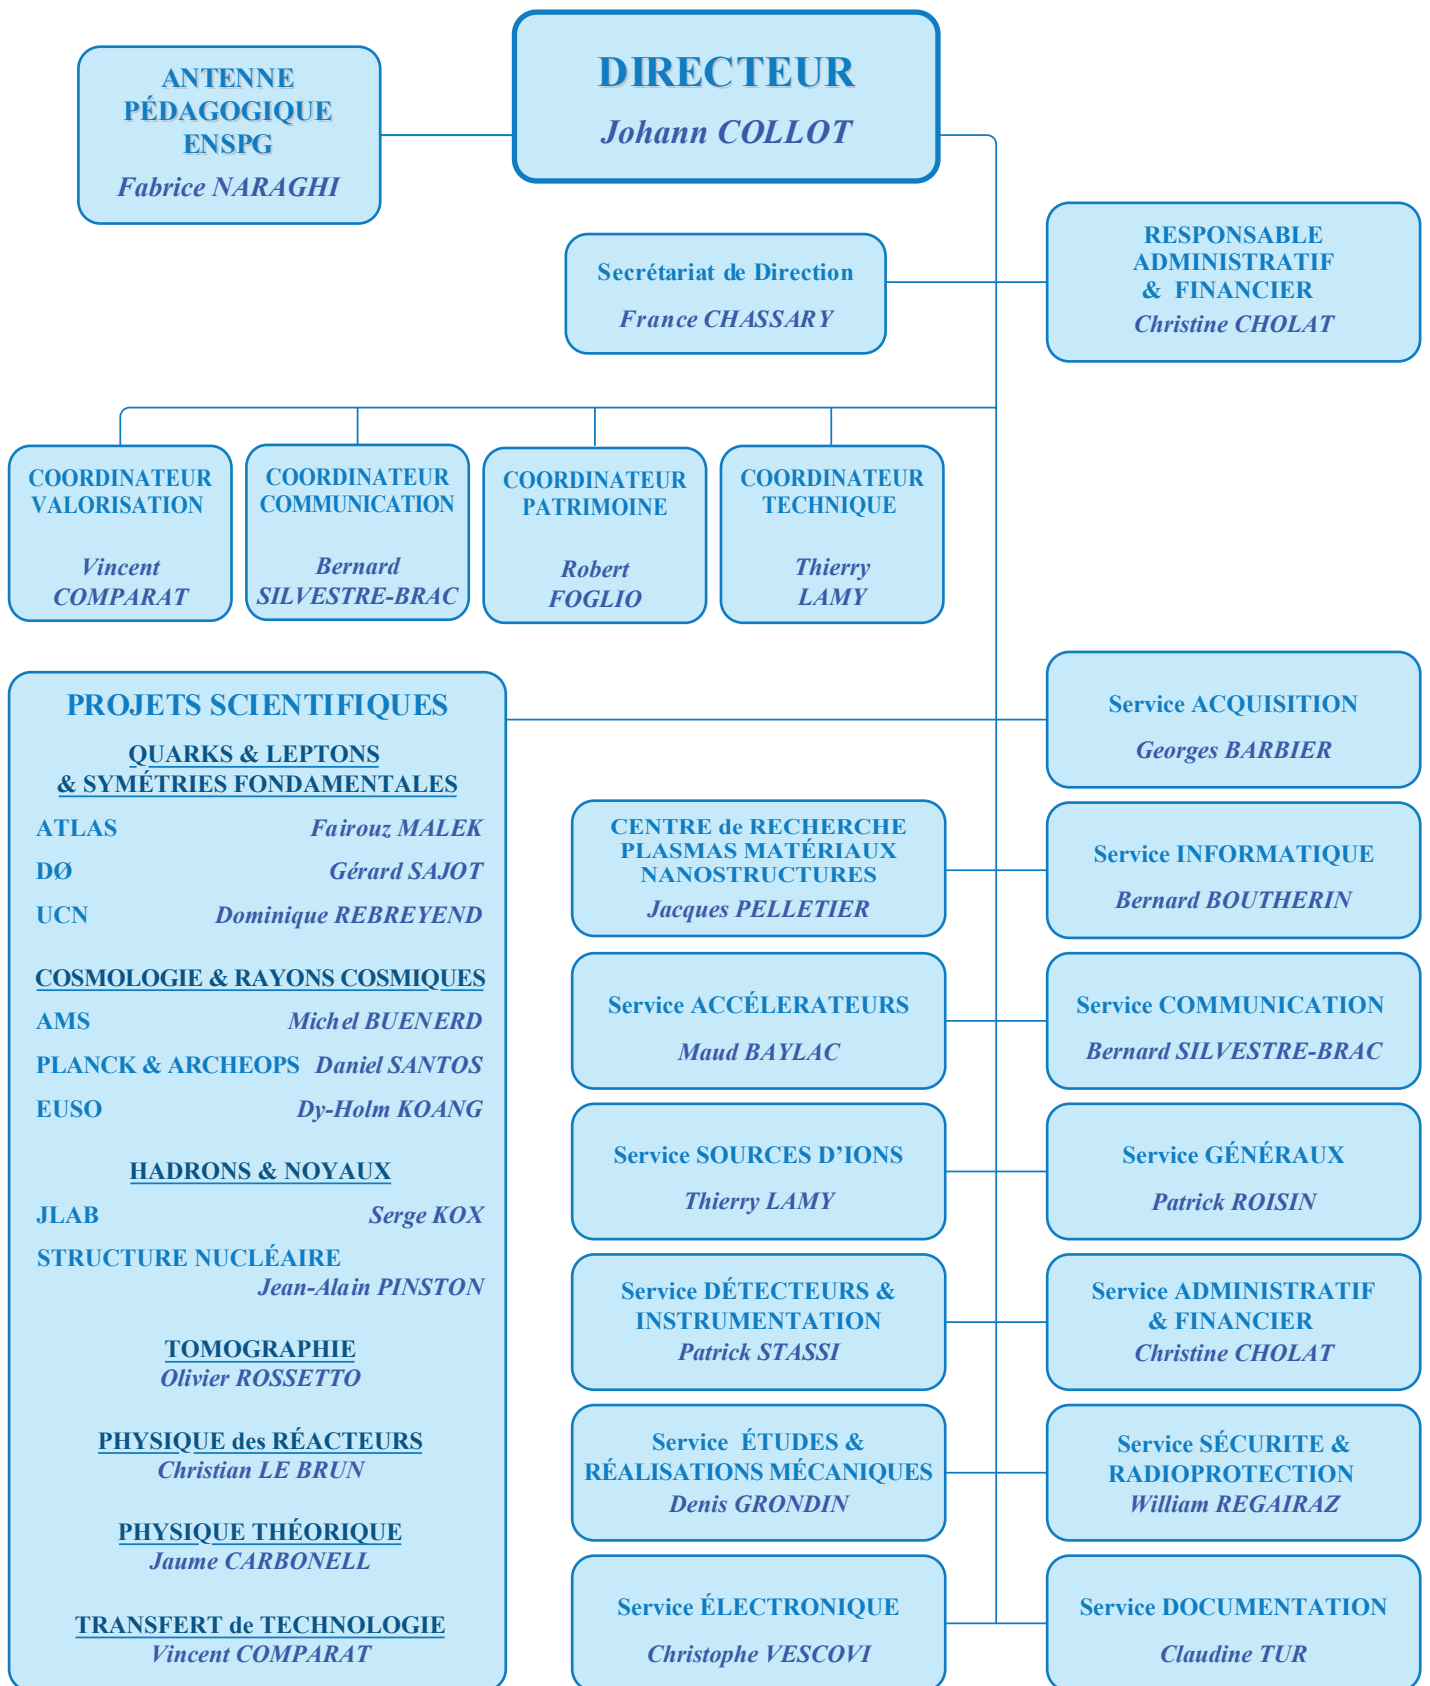 ANTENNE
PÉDAGOGIQUE
ENSPG
Fabrice NARAGHI
DIRECTEUR
Johann COLLOT
Secrétariat de Direction
France CHASSARY
RESPONSABLE
ADMINISTRATIF
& FINANCIER
Christine CHOLAT
COORDINATEUR
VALORISATION
Vincent
COMPARAT
COORDINATEUR
COMMUNICATION
Bernard
SILVESTRE-BRAC
COORDINATEUR
PATRIMOINE
Robert
FOGLIO
COORDINATEUR
TECHNIQUE
Thierry
LAMY
PROJETS SCIENTIFIQUES
QUARKS & LEPTONS
& SYMÉTRIES FONDAMENTALES
ATLAS Fairouz MALEK
DØ Gérard SAJOT
UCN Dominique REBREYEND
COSMOLOGIE & RAYONS COSMIQUES
AMS Michel BUENERD
PLANCK & ARCHEOPS Daniel SANTOS
EUSO Dy-Holm KOANG
HADRONS & NOYAUX
JLAB Serge KOX
STRUCTURE NUCLÉAIRE
Jean-Alain PINSTON
TOMOGRAPHIE
Olivier ROSSETTO
PHYSIQUE des RÉACTEURS
Christian LE BRUN
PHYSIQUE THÉORIQUE
Jaume CARBONELL
TRANSFERT de TECHNOLOGIE
Vincent COMPARAT
CENTRE de RECHERCHE
PLASMAS MATÉRIAUX
NANOSTRUCTURES
Jacques PELLETIER
Service ACCÉLERATEURS
Maud BAYLAC
Service SOURCES D’IONS
Thierry LAMY
Service DÉTECTEURS &
INSTRUMENTATION
Patrick STASSI
Service ÉTUDES &
RÉALISATIONS MÉCANIQUES
Denis GRONDIN
Service ÉLECTRONIQUE
Christophe VESCOVI
Service ACQUISITION
Georges BARBIER
Service INFORMATIQUE
Bernard BOUTHERIN
Service COMMUNICATION
Bernard SILVESTRE-BRAC
Service GÉNÉRAUX
Patrick ROISIN
Service ADMINISTRATIF
& FINANCIER
Christine CHOLAT
Service SÉCURITE &
RADIOPROTECTION
William REGAIRAZ
Service DOCUMENTATION
Claudine TUR